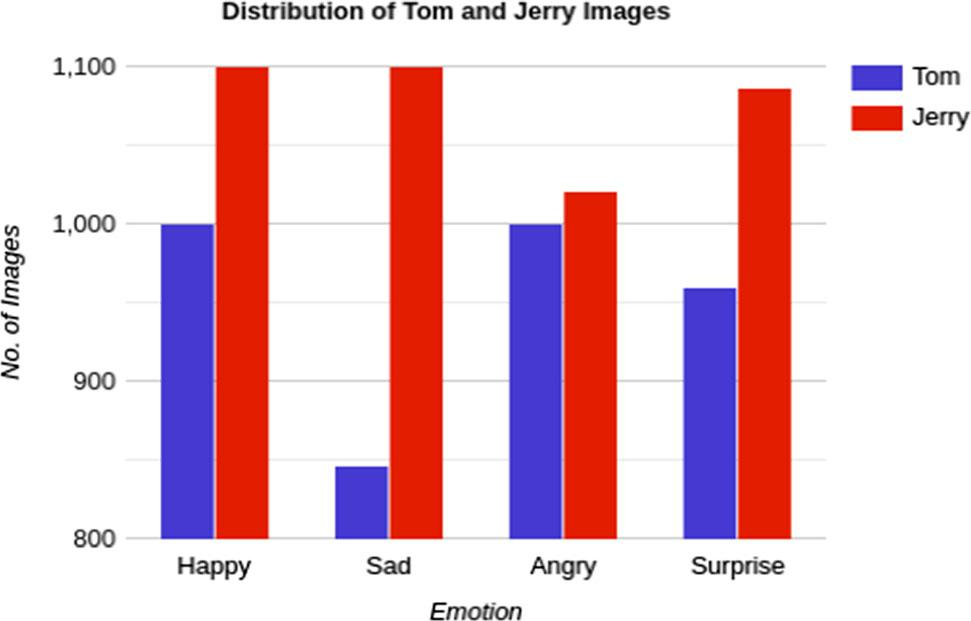 Distribution of Tom and Jerry Images
1,100
1,000
900
800
No. of Images
Happy
Sad
Angry
Surprise
Emotion
Tom
Jerry